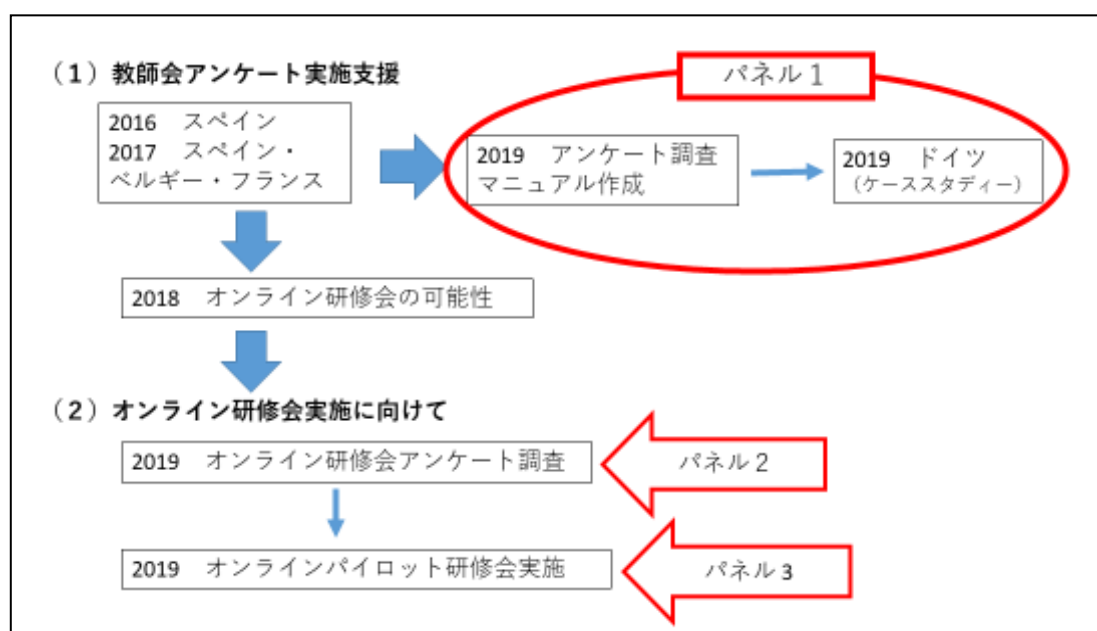 (1) 教師会アンケート実施支援
パネル1
2016 スペイン
2017 スペイン・
ベルギー・フランス
2019 アンケート調査
マニュアル作成
2019 ドイツ
(ケーススタディー)
2018 オンライン研修会の可能性
(2) オンライン研修会実施に向けて
2019 オンライン研修会アンケート調査
パネル2
2019 オンラインパイロット研修会実施
パネル3